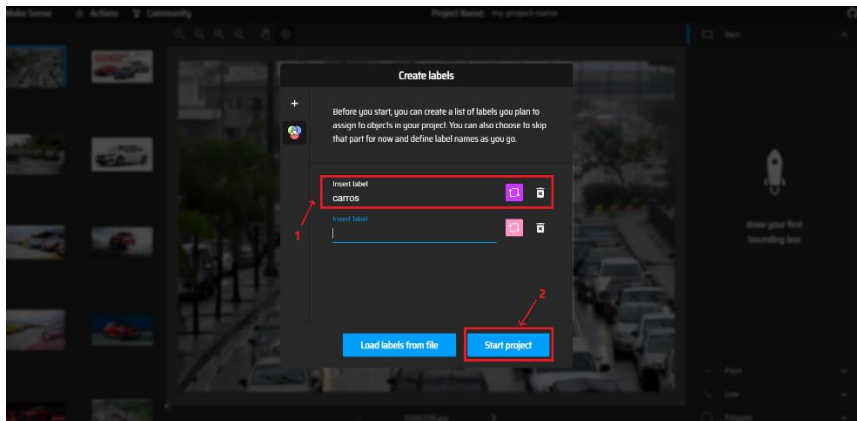 Make Sense
Actions
Community
Project Name: my-project-name
Rect
Create labels
+
Before you start, you can create a list of labels you plan to
assign to objects in your project. You can also choose to skip
that part for now and define label names as you go.
Insert label
carros
Insert label
1
2
Load labels from file
Start project
draw your first
bounding box
Point
Line
Polygon